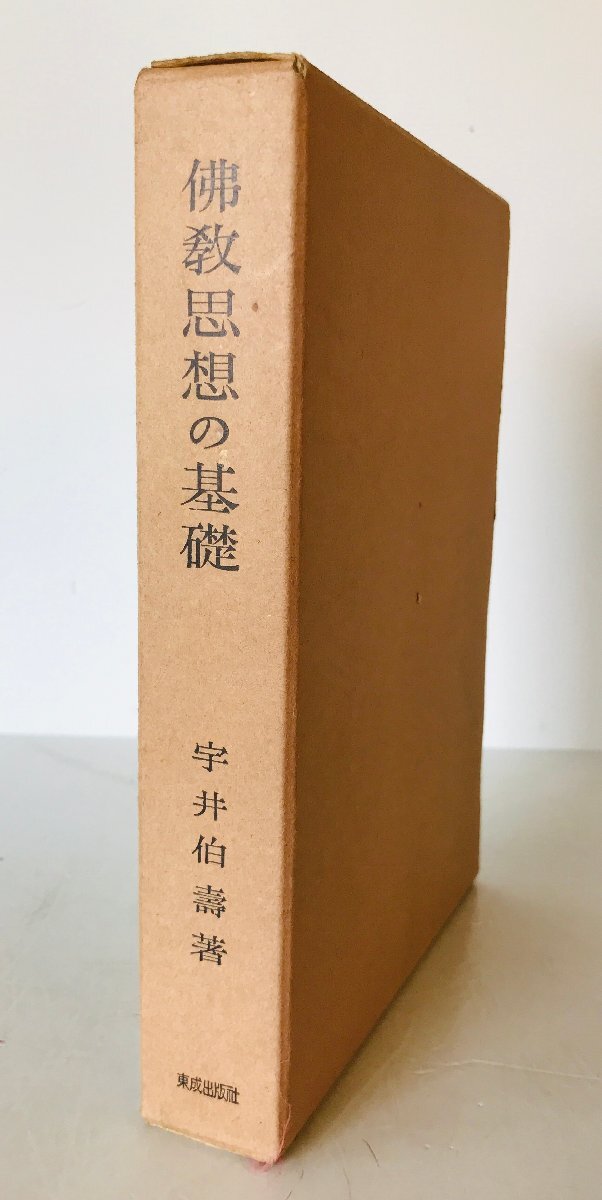 佛教思想の基礎
宇井伯壽著
東成出版社